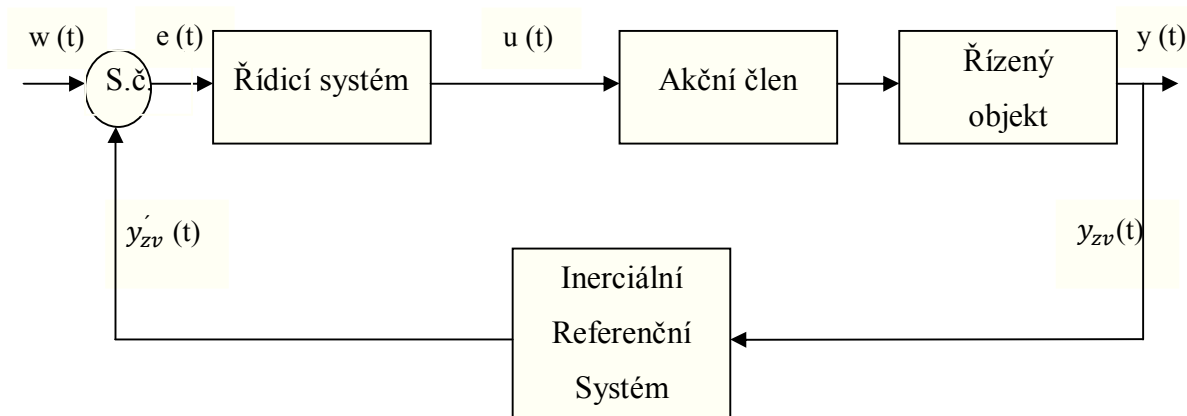 w (t)
e (t)
u (t)
y (t)
S.č.
Řídicí systém
Akční člen
Řízený
objekt
y´zv (t)
yzv(t)
Inerciální
Referenční
Systém